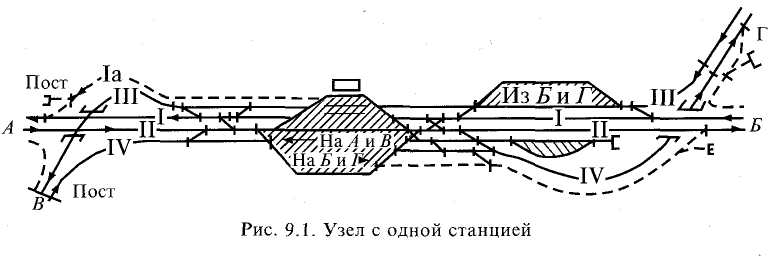 Г
Iа
Пост
III
Из Б и Г
III
I
I
А
II
II
Б
На А и В
IV
На Б и Г
IV
В
Пост
Рис. 9.1. Узел с одной станцией